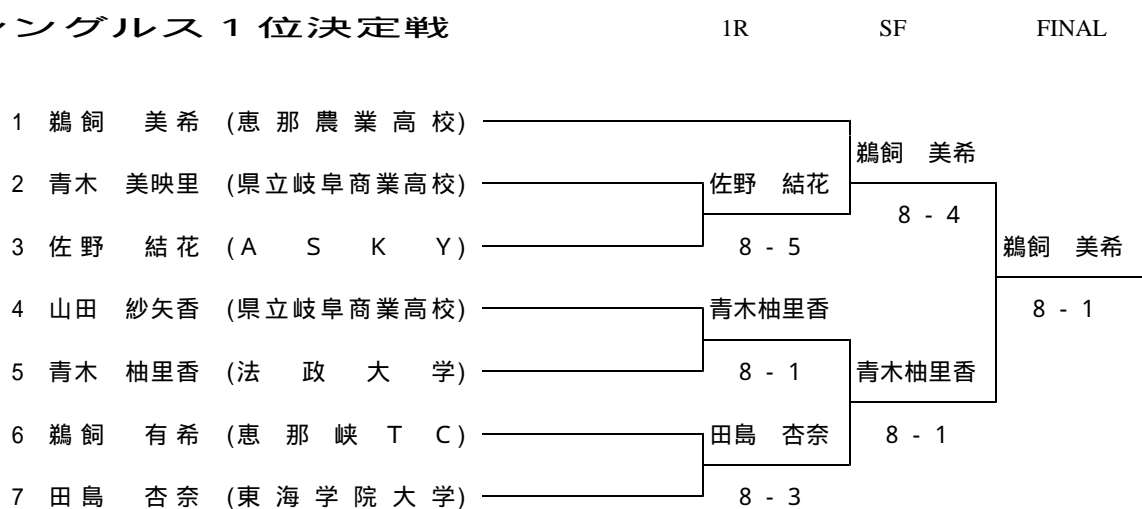 シングルス１位決定戦 1R SF FINAL
1 鵜飼 美希 (恵那農業高校)
鵜飼 美希
2 青木 美映里 (県立岐阜商業高校) 佐野 結花
8 - 4
3 佐野 結花 (ASKY) 8 - 5 鵜飼 美希
4 山田 紗矢香 (県立岐阜商業高校) 青木柚里香 8 - 1
5 青木 柚里香 (法政大学) 8 - 1 青木柚里香
6 鵜飼 有希 (恵那峡TC) 田島 杏奈 8 - 1
7 田島 杏奈 (東海学院大学) 8 - 3